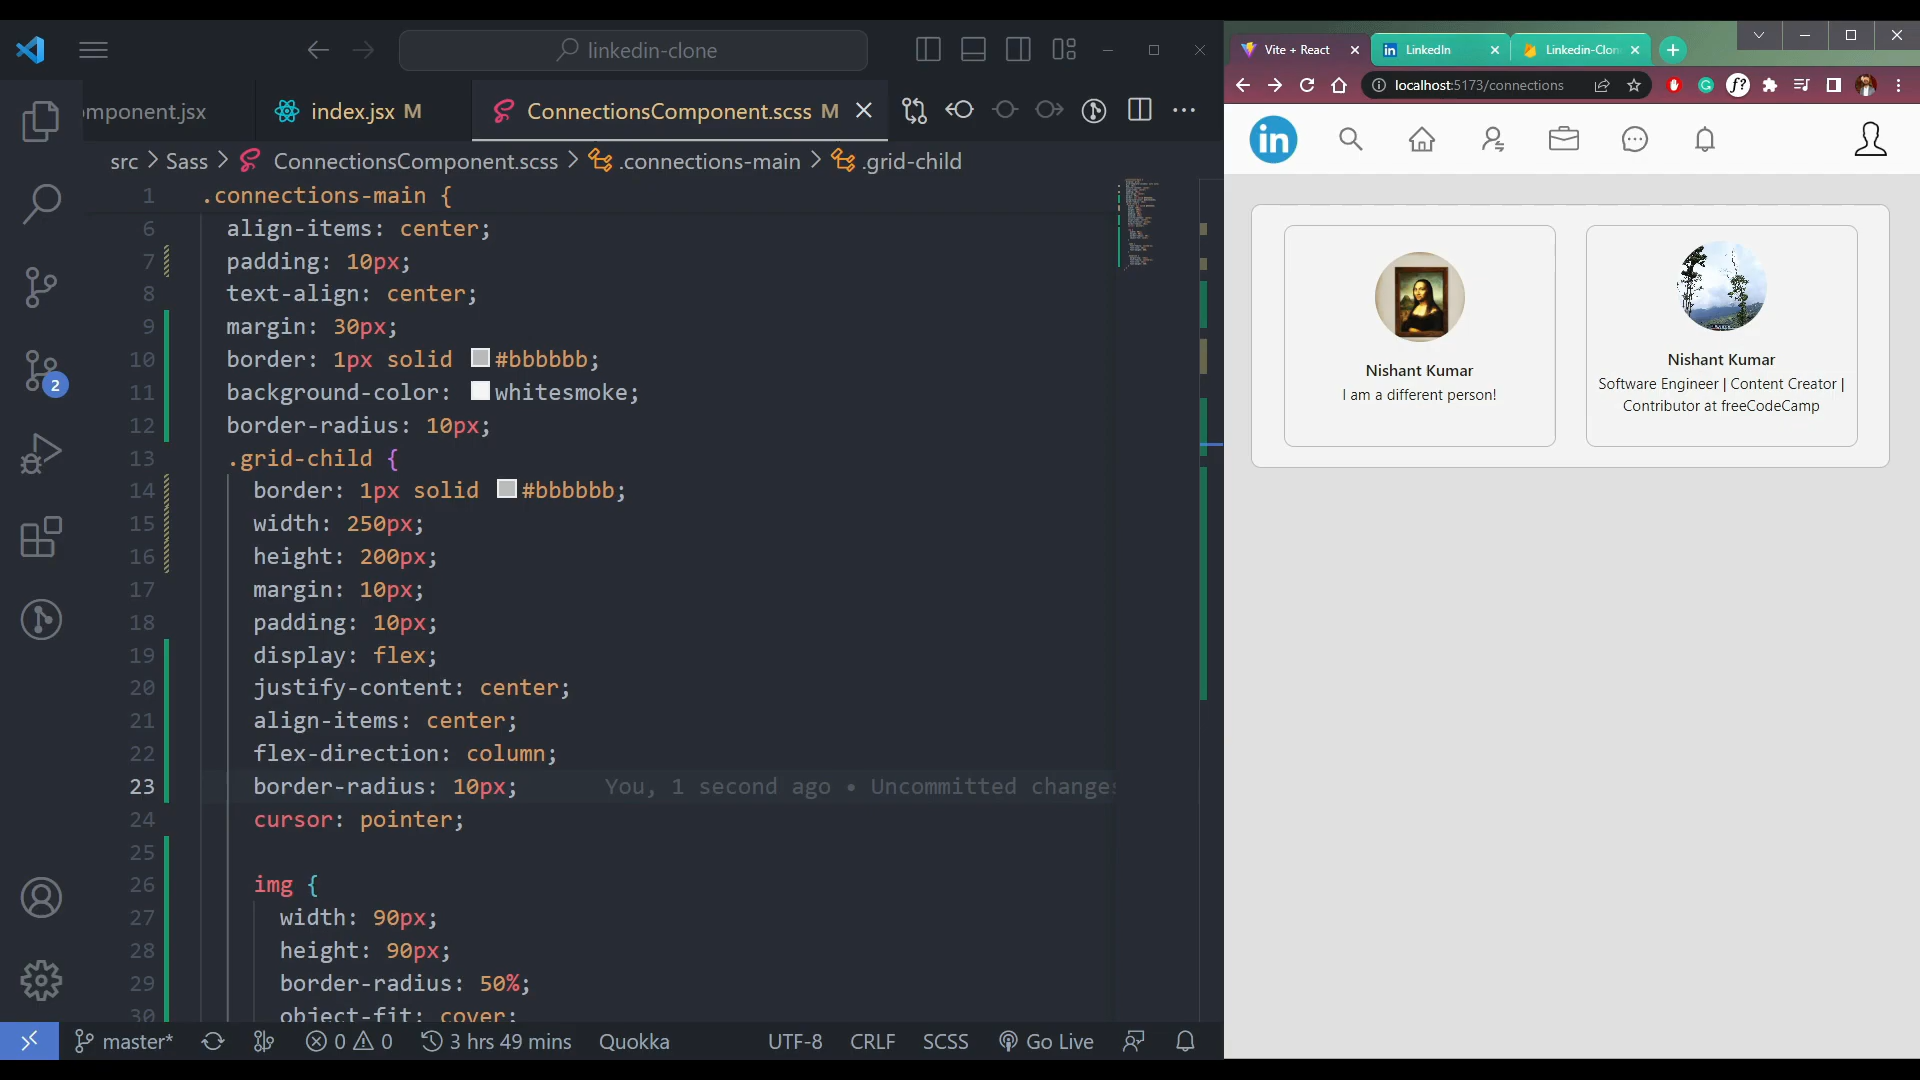 linkedin-clone
omponent.jsx
index.jsx M
ConnectionsComponent.scss M
src > Sass > ConnectionsComponent.scss > .connections-main > .grid-child
1 .connections-main {
6 align-items: center;
7 padding: 10px;
8 text-align: center;
9 margin: 30px;
10 border: 1px solid #bbbbbb;
11 background-color: whitesmoke;
12 border-radius: 10px;
13 .grid-child {
14 border: 1px solid #bbbbbb;
15 width: 250px;
16 height: 200px;
17 margin: 10px;
18 padding: 10px;
19 display: flex;
20 justify-content: center;
21 align-items: center;
22 flex-direction: column;
23 border-radius: 10px; You, 1 second ago • Uncommitted changes
24 cursor: pointer;
25
26 img {
27 width: 90px;
28 height: 90px;
29 border-radius: 50%;
30 object-fit: cover;
2
master* 0 0 3 hrs 49 mins Quokka UTF-8 CRLF SCSS Go Live
Vite + React
in LinkedIn
Linkedin-Clon
localhost:5173/connections
f?
in
Nishant Kumar
I am a different person!
Nishant Kumar
Software Engineer | Content Creator |
Contributor at freeCodeCamp